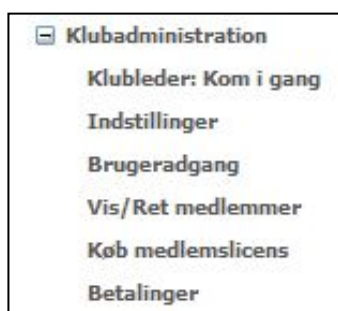 Klubadministration
Klubleder: Kom i gang
Indstillinger
Brugeradgang
Vis/Ret medlemmer
Køb medlemslicens
Betalinger